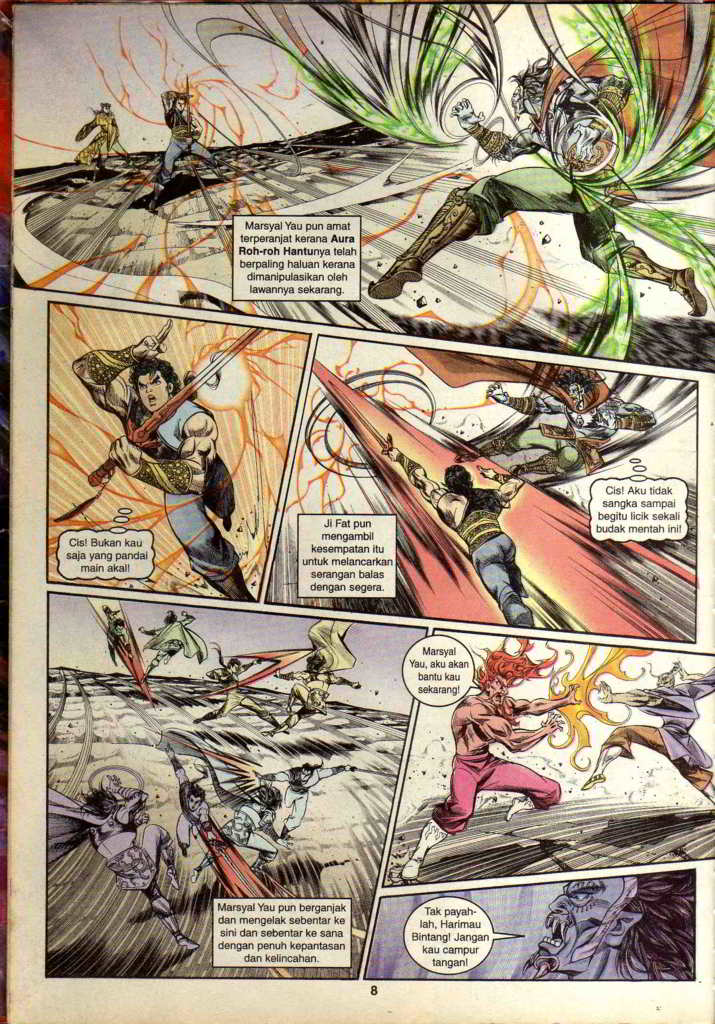 Marsyal Yau pun amat
terperanjat kerana Aura
Roh-roh Hantunya telah
berpaling haluan kerana
dimanipulasikan oleh
lawannya sekarang.
Cis! Bukan kau
saja yang pandai
main akal!
Ji Fat pun
mengambil
kesempatan itu
untuk melancarkan
serangan balas
dengan segera.
Cis! Aku tidak
sangka sampai
begitu licik sekali
budak mentah ini!
Marsyal Yau pun berganjak
dan mengelak sebentar ke
sini dan sebentar ke sana
dengan penuh kepantasan
dan kelincahan.
Marsyal
Yau, aku akan
bantu kau
sekarang!
Tak payah-
lah, Harimau
Bintang! Jangan
kau campur
tangan!
8